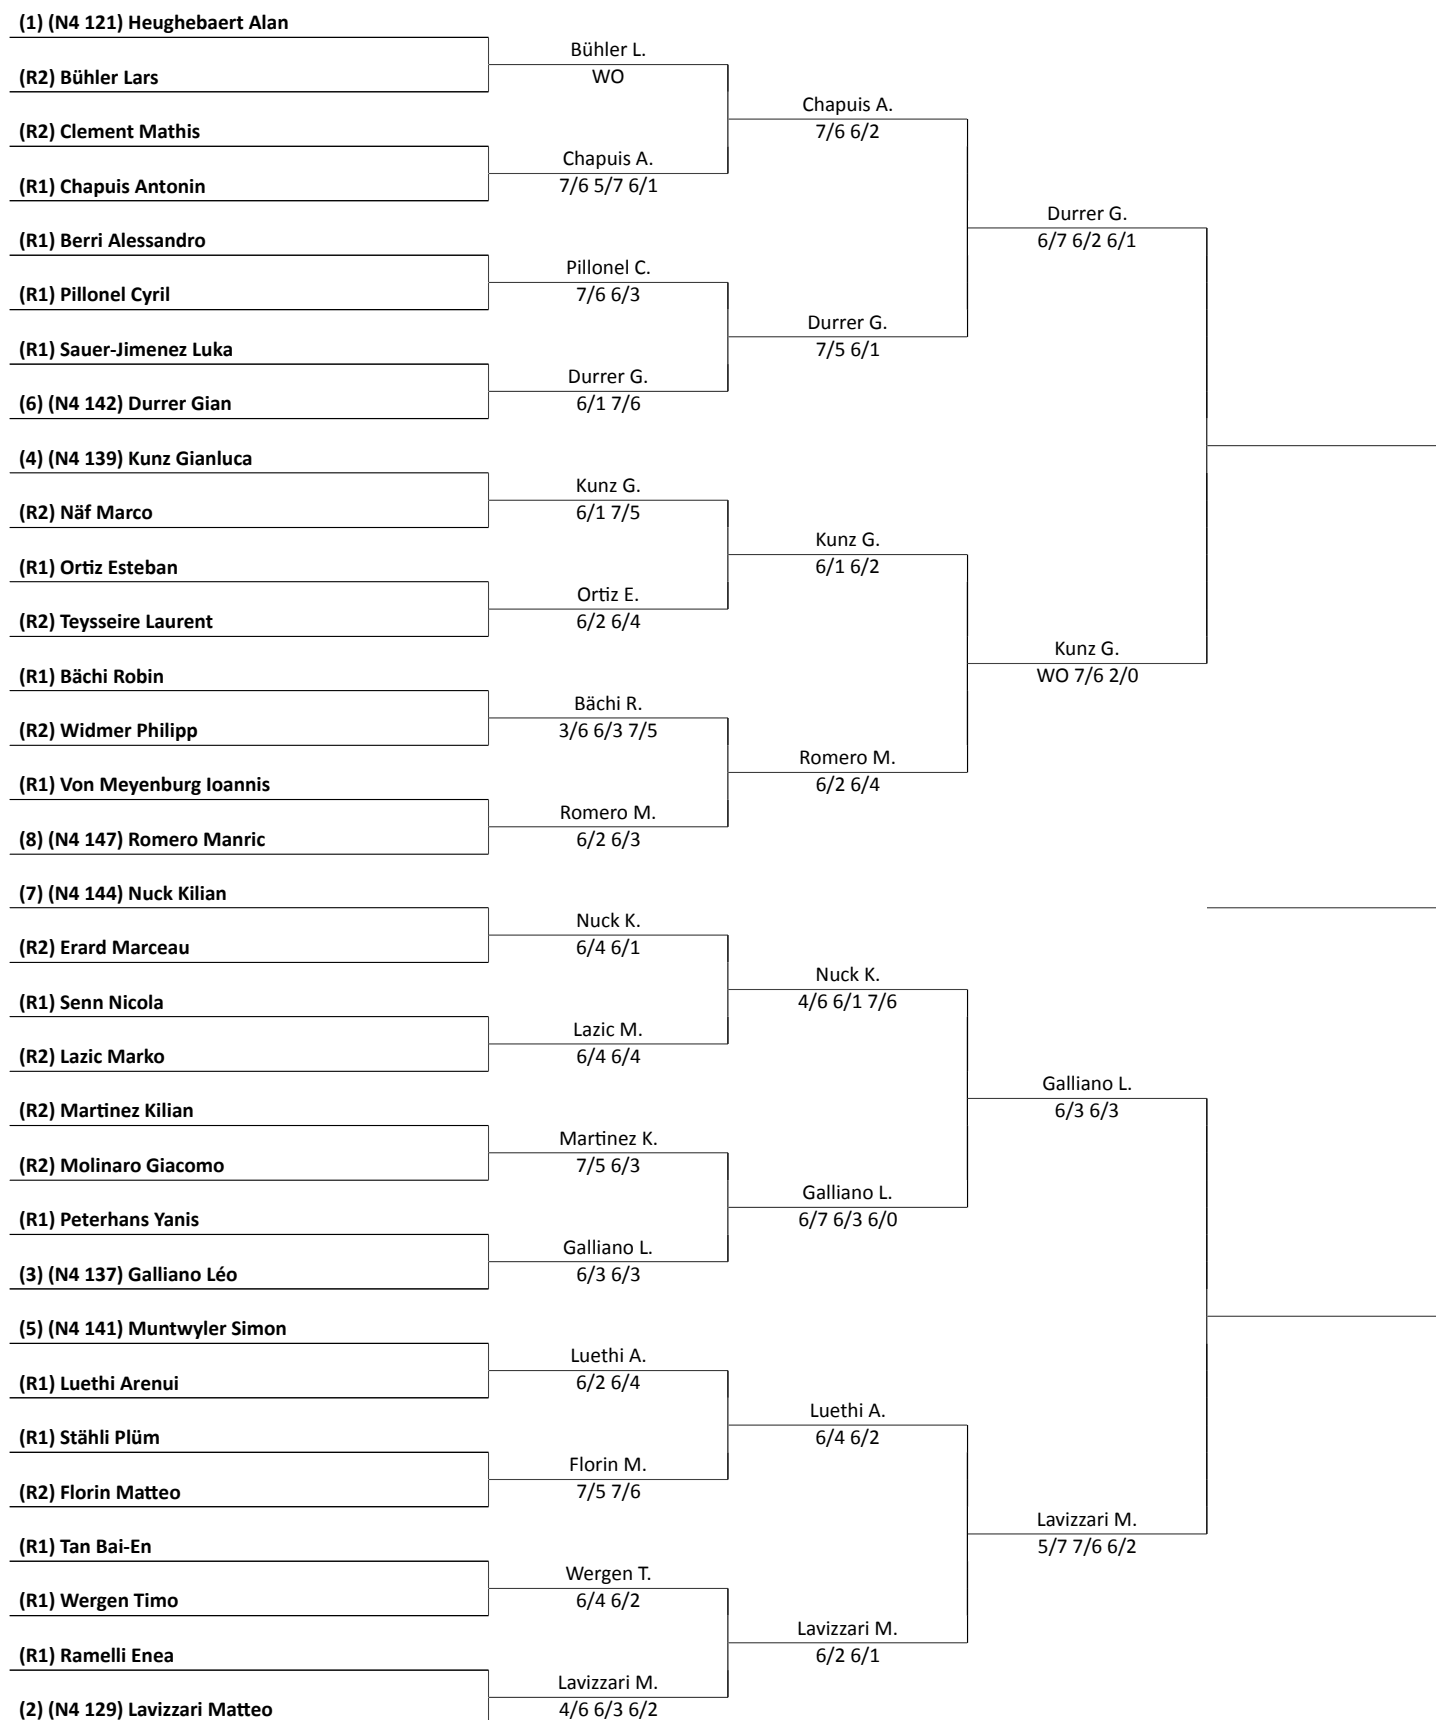 (1) (N4 121) Heughebaert Alan
(R2) Bühler Lars
(R2) Clement Mathis
(R1) Chapuis Antonin
(R1) Berri Alessandro
(R1) Pillonel Cyril
(R1) Sauer-Jimenez Luka
(6) (N4 142) Durrer Gian
(4) (N4 139) Kunz Gianluca
(R2) Näf Marco
(R1) Ortiz Esteban
(R2) Teysseire Laurent
(R1) Bächi Robin
(R2) Widmer Philipp
(R1) Von Meyenburg Ioannis
(8) (N4 147) Romero Manric
(7) (N4 144) Nuck Kilian
(R2) Erard Marceau
(R1) Senn Nicola
(R2) Lazic Marko
(R2) Martinez Kilian
(R2) Molinaro Giacomo
(R1) Peterhans Yanis
(3) (N4 137) Galliano Léo
(5) (N4 141) Muntwyler Simon
(R1) Luethi Arenui
(R1) Stähli Plüm
(R2) Florin Matteo
(R1) Tan Bai-En
(R1) Wergen Timo
(R1) Ramelli Enea
(2) (N4 129) Lavizzari Matteo
Bühler L.
WO
Chapuis A.
7/6 5/7 6/1
Pillonel C.
7/6 6/3
Durrer G.
6/1 7/6
Kunz G.
6/1 7/5
Ortiz E.
6/2 6/4
Bächi R.
3/6 6/3 7/5
Romero M.
6/2 6/3
Nuck K.
6/4 6/1
Lazic M.
6/4 6/4
Martinez K.
7/5 6/3
Galliano L.
6/3 6/3
Luethi A.
6/2 6/4
Florin M.
7/5 7/6
Wergen T.
6/4 6/2
Lavizzari M.
4/6 6/3 6/2
Chapuis A.
7/6 6/2
Durrer G.
7/5 6/1
Kunz G.
6/1 6/2
Romero M.
6/2 6/4
Nuck K.
4/6 6/1 7/6
Galliano L.
6/7 6/3 6/0
Luethi A.
6/4 6/2
Lavizzari M.
6/2 6/1
Durrer G.
6/7 6/2 6/1
Kunz G.
WO 7/6 2/0
Galliano L.
6/3 6/3
Lavizzari M.
5/7 7/6 6/2